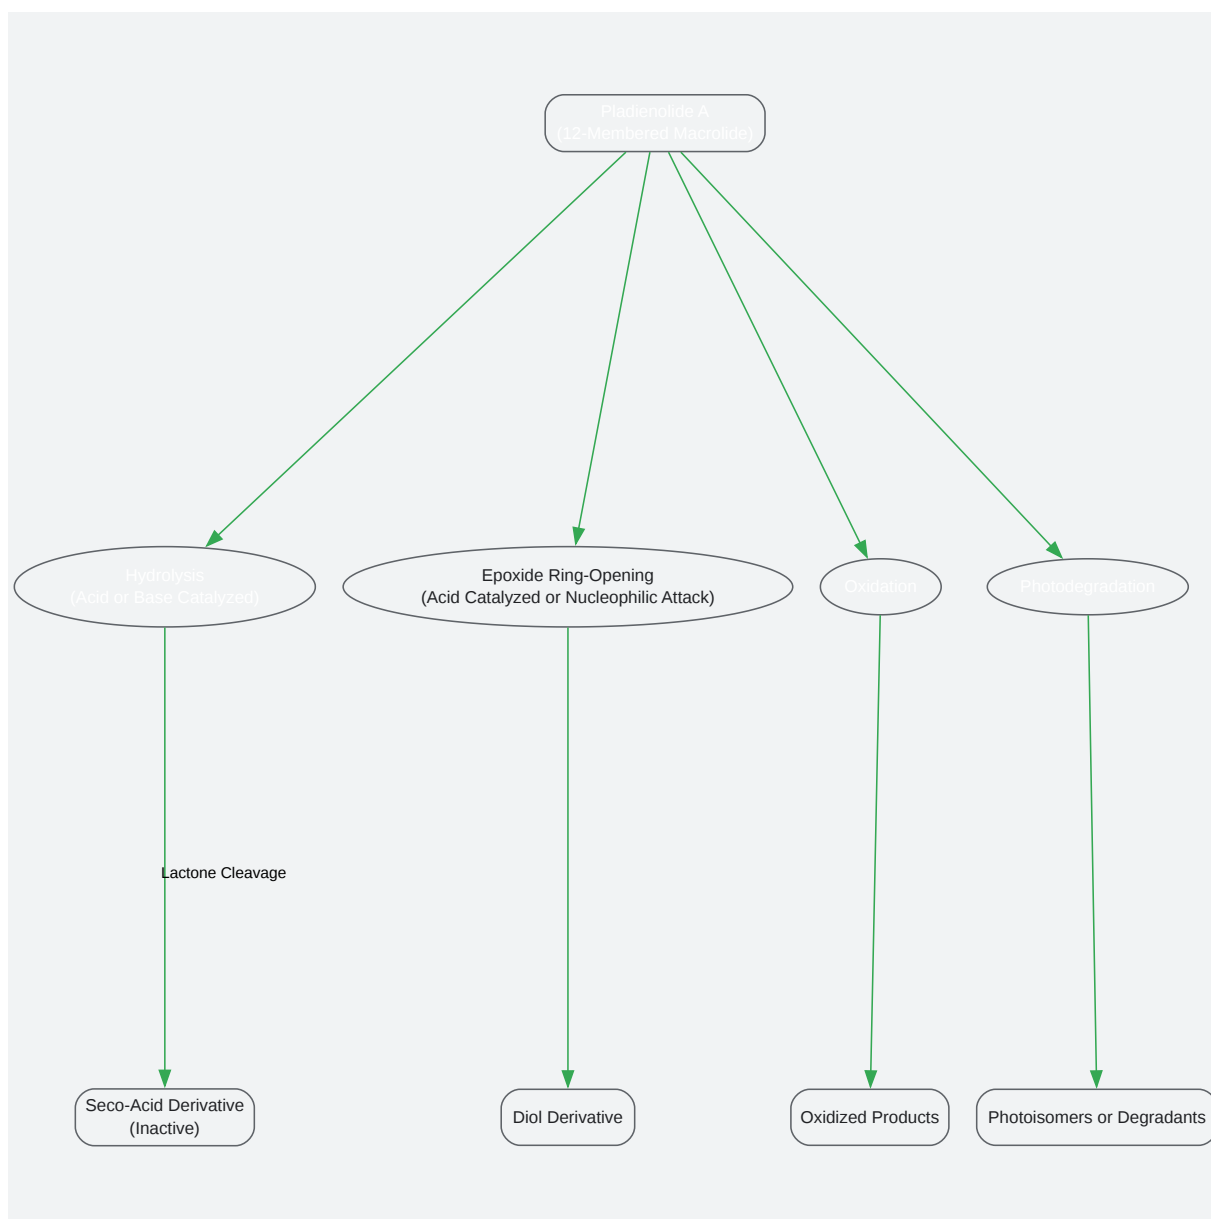 Pladienolide A
(12-Membered Macrolide)
Hydrolysis
(Acid or Base Catalyzed)
Epoxide Ring-Opening
(Acid Catalyzed or Nucleophilic Attack)
Oxidation
Photodegradation
Lactone Cleavage
Seco-Acid Derivative
(Inactive)
Diol Derivative
Oxidized Products
Photoisomers or Degradants